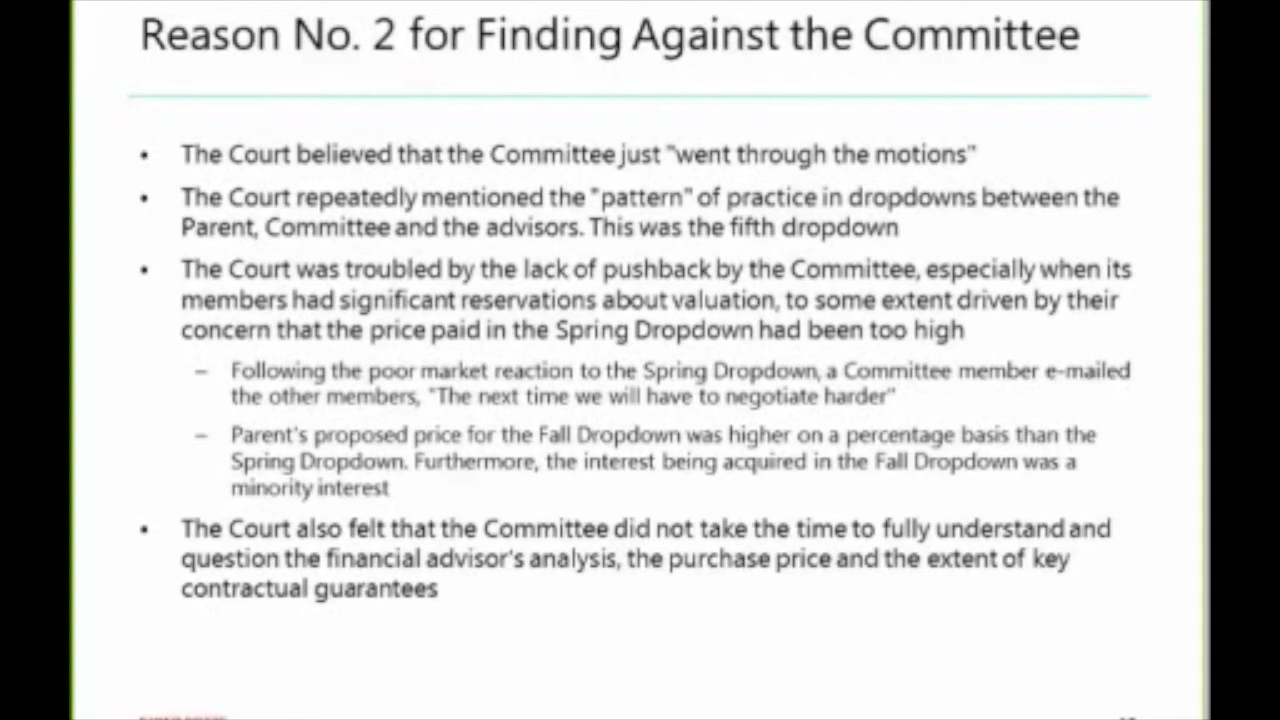 Reason No. 2 for Finding Against the Committee
• The Court believed that the Committee just "went through the motions"
• The Court repeatedly mentioned the "pattern" of practice in dropdowns between the
Parent, Committee and the advisors. This was the fifth dropdown
• The Court was troubled by the lack of pushback by the Committee, especially when its
members had significant reservations about valuation, to some extent driven by their
concern that the price paid in the Spring Dropdown had been too high
– Following the poor market reaction to the Spring Dropdown, a Committee member e-mailed
the other members, "The next time we will have to negotiate harder"
– Parent's proposed price for the Fall Dropdown was higher on a percentage basis than the
Spring Dropdown. Furthermore, the interest being acquired in the Fall Dropdown was a
minority interest
• The Court also felt that the Committee did not take the time to fully understand and
question the financial advisor's analysis, the purchase price and the extent of key
contractual guarantees